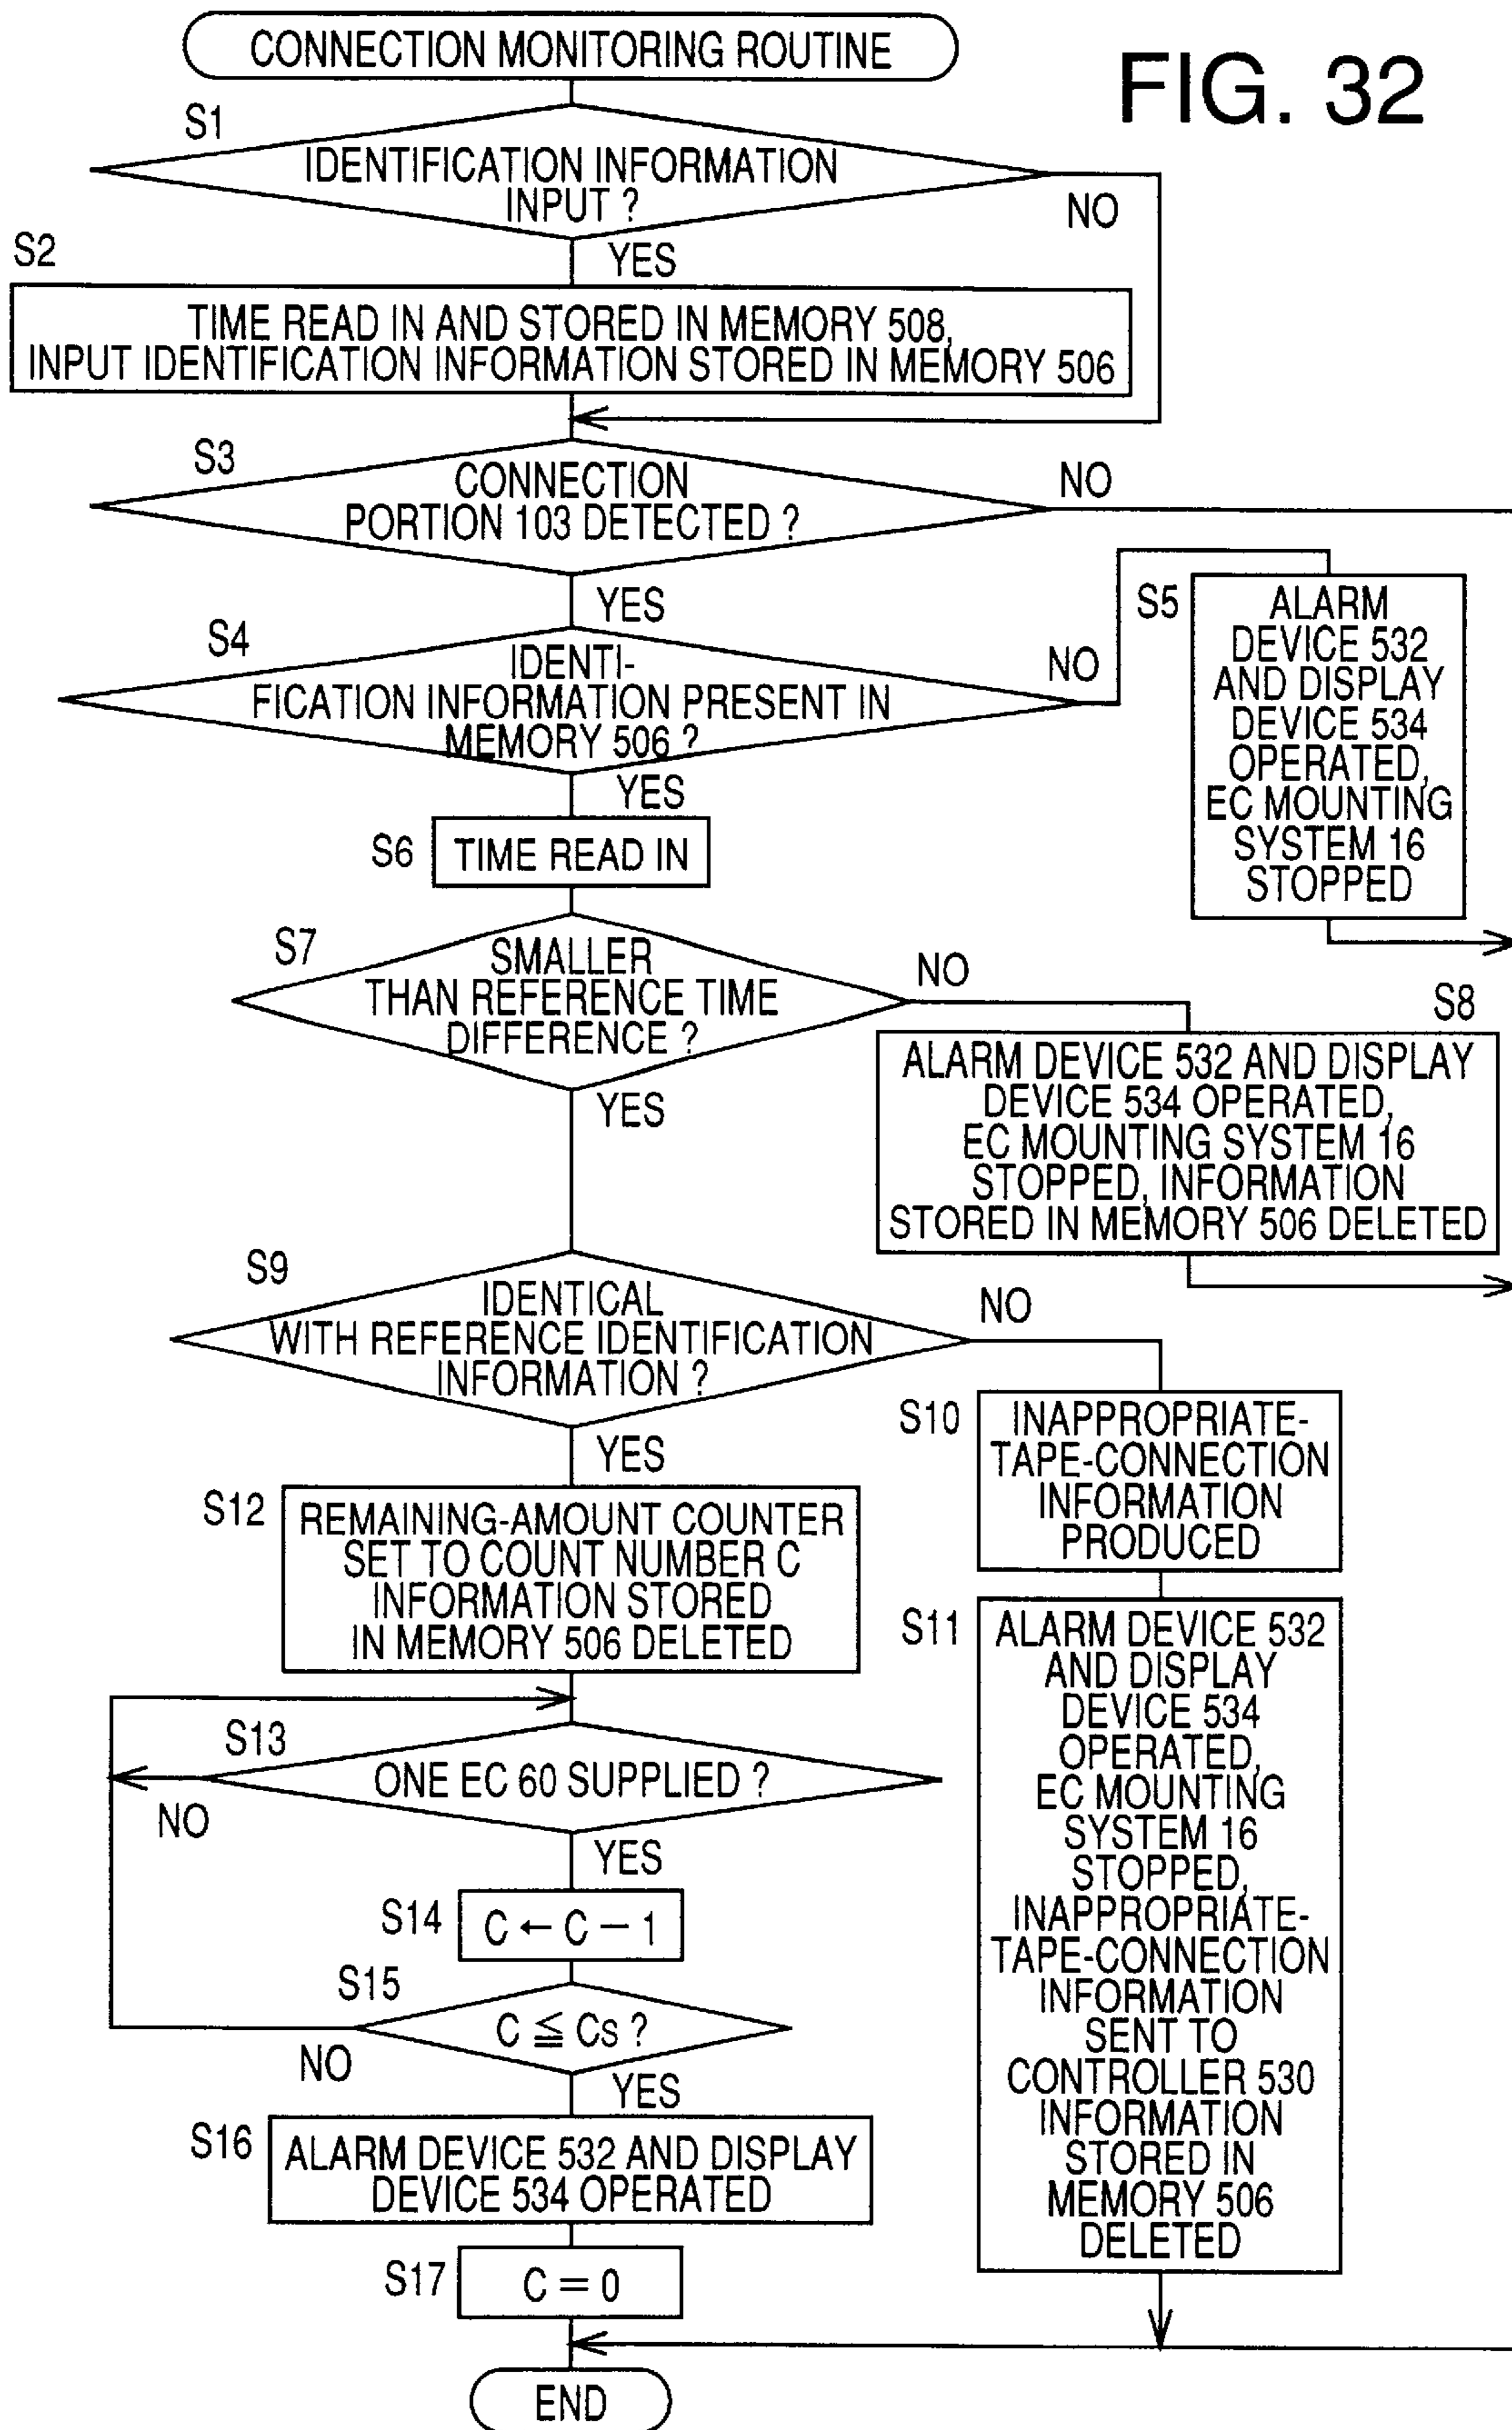 CONNECTION MONITORING ROUTINE
FIG. 32
S1
IDENTIFICATION INFORMATION
INPUT ?
NO
YES
S2
TIME READ IN AND STORED IN MEMORY 508,
INPUT IDENTIFICATION INFORMATION STORED IN MEMORY 506
S3
CONNECTION
PORTION 103 DETECTED ?
NO
YES
S4
IDENTI-
FICATION INFORMATION PRESENT IN
MEMORY 506 ?
NO
YES
S5
ALARM
DEVICE 532
AND DISPLAY
DEVICE 534
OPERATED,
EC MOUNTING
SYSTEM 16
STOPPED
S6
TIME READ IN
S7
SMALLER
THAN REFERENCE TIME
DIFFERENCE ?
NO
YES
S8
ALARM DEVICE 532 AND DISPLAY
DEVICE 534 OPERATED,
EC MOUNTING SYSTEM 16
STOPPED, INFORMATION
STORED IN MEMORY 506 DELETED
S9
IDENTICAL
WITH REFERENCE IDENTIFICATION
INFORMATION ?
NO
YES
S10
INAPPROPRIATE-
TAPE-CONNECTION
INFORMATION
PRODUCED
S11
ALARM DEVICE 532
AND DISPLAY
DEVICE 534
OPERATED,
EC MOUNTING
SYSTEM 16
STOPPED,
INAPPROPRIATE-
TAPE-CONNECTION
INFORMATION
SENT TO
CONTROLLER 530
INFORMATION
STORED IN
MEMORY 506
DELETED
S12
REMAINING-AMOUNT COUNTER
SET TO COUNT NUMBER C
INFORMATION STORED
IN MEMORY 506 DELETED
S13
ONE EC 60 SUPPLIED ?
NO
YES
S14
C ← C − 1
S15
C ≦ Cs ?
NO
YES
S16
ALARM DEVICE 532 AND DISPLAY
DEVICE 534 OPERATED
S17
C = 0
END